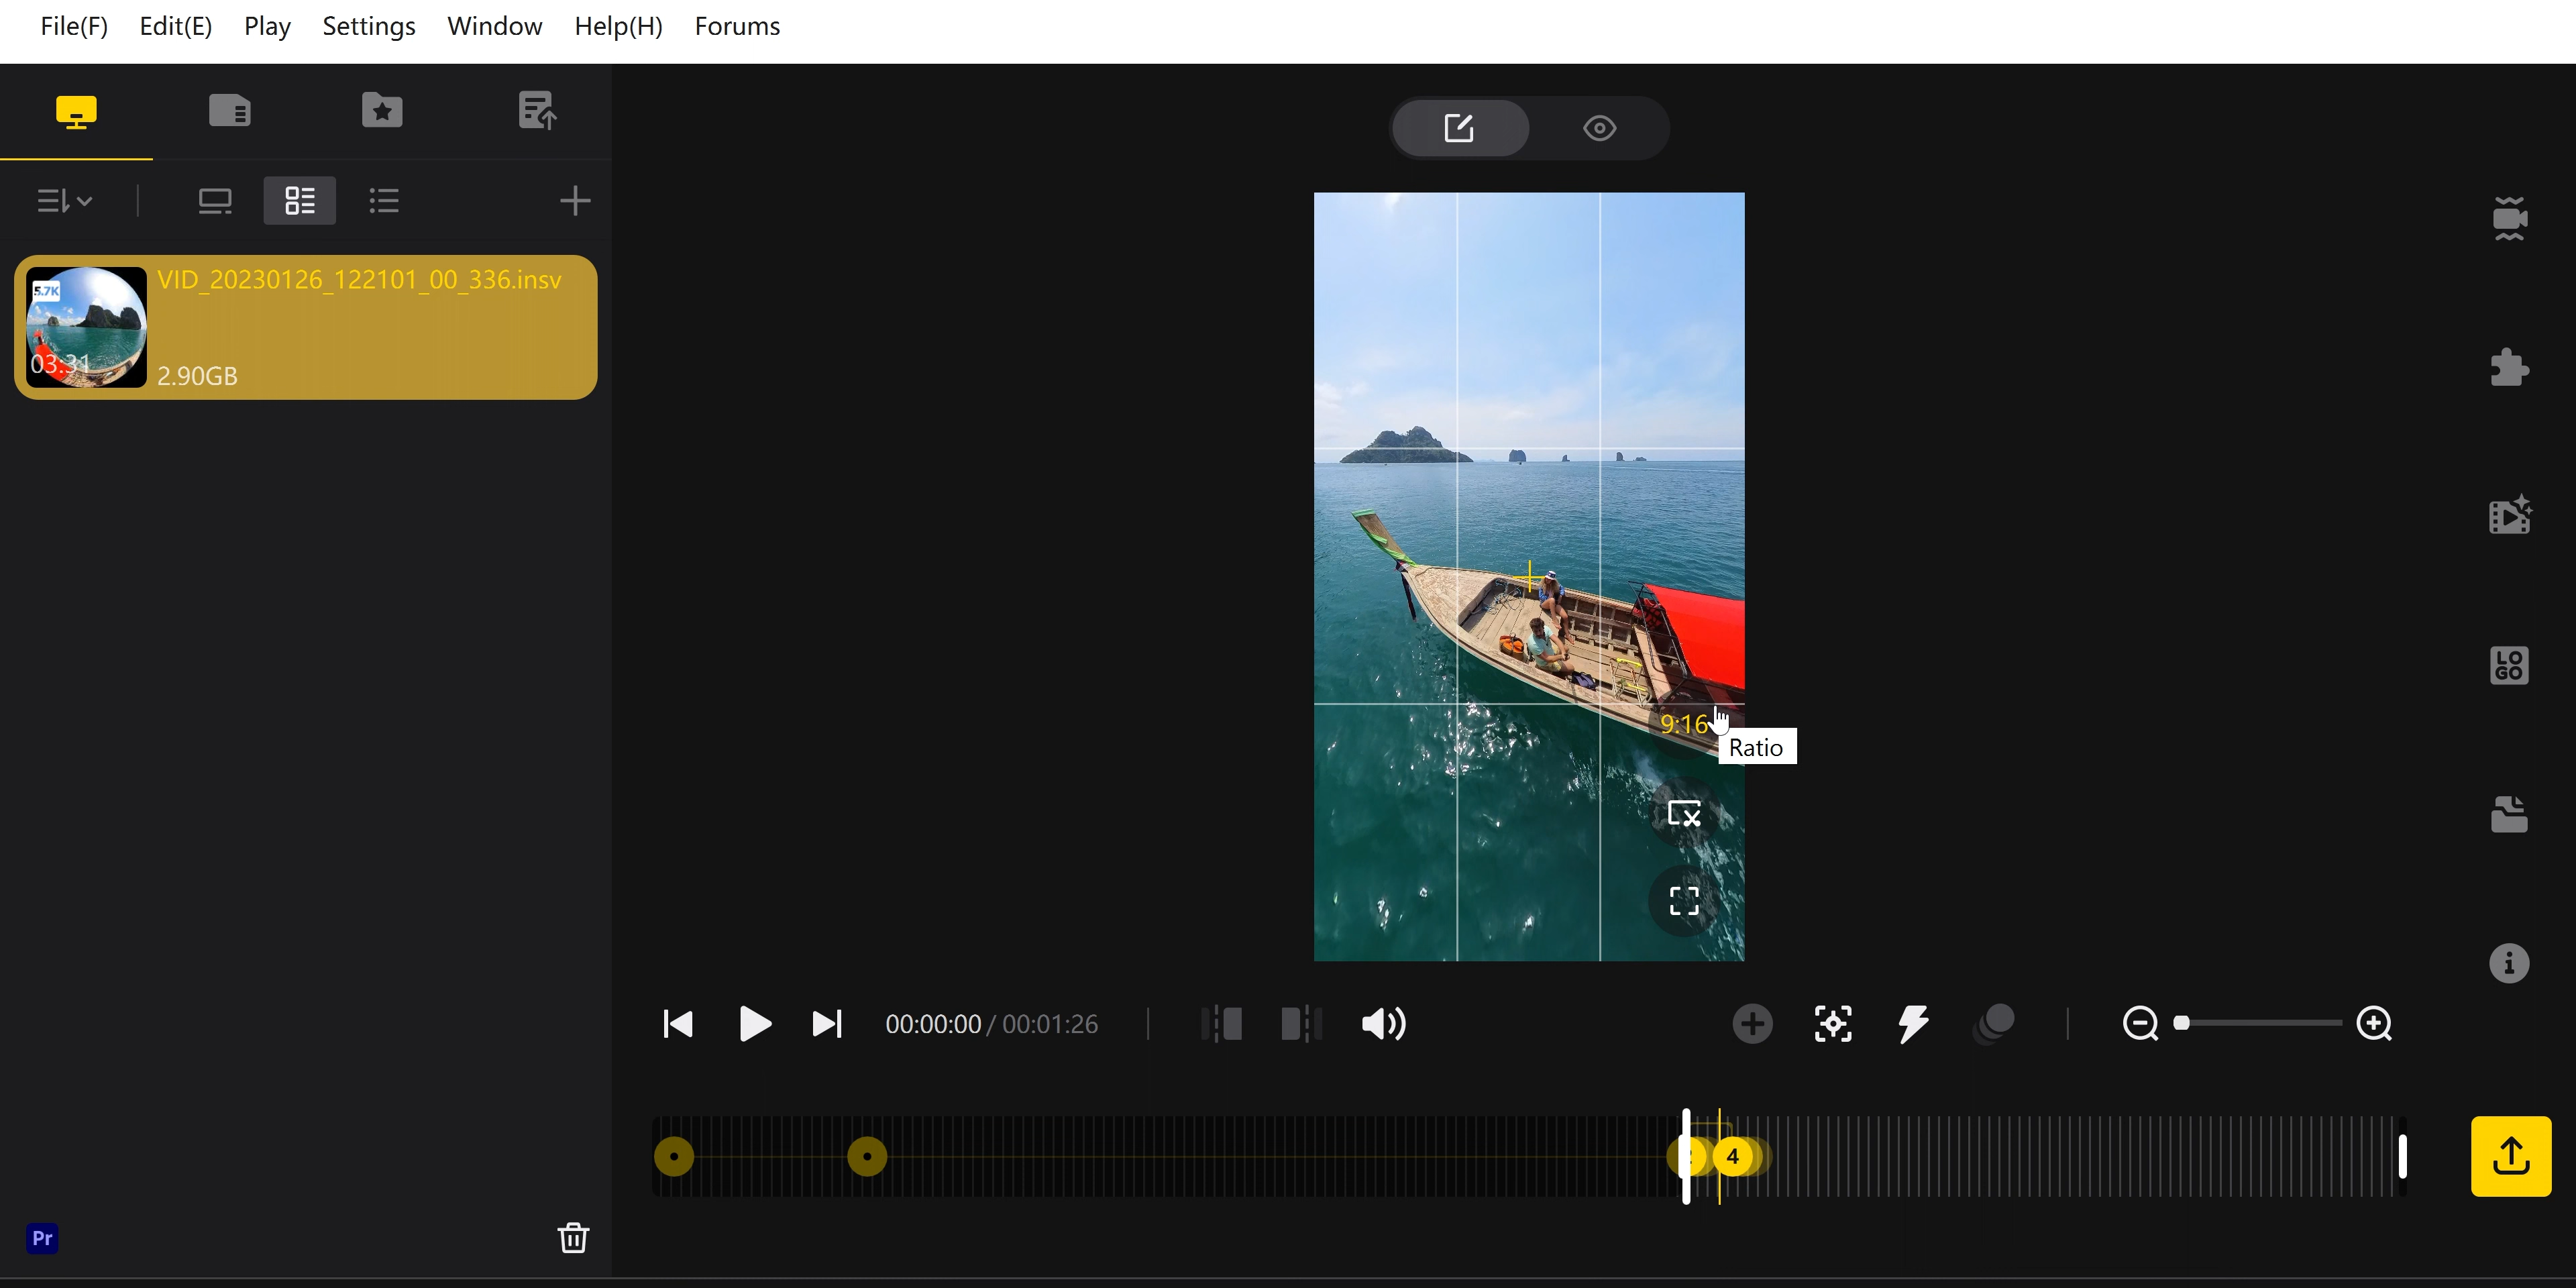 File(F) Edit(E) Play Settings Window Help(H) Forums
5.7K
VID_20230126_122101_00_336.insv
03:31
2.90GB
9:16
Ratio
LO
GO
00:00:00 / 00:01:26
4
Pr